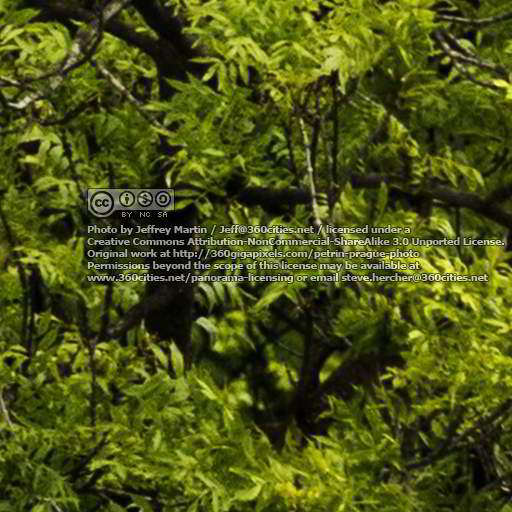 cc
BY NC SA
Photo by Jeffrey Martin / Jeff@360cities.net / licensed under a
Creative Commons Attribution-NonCommercial-ShareAlike 3.0 Unported License.
Original work at http://360gigapixels.com/petrin-prague-photo
Permissions beyond the scope of this license may be available at
www.360cities.net/panorama-licensing or email steve.hercher@360cities.net